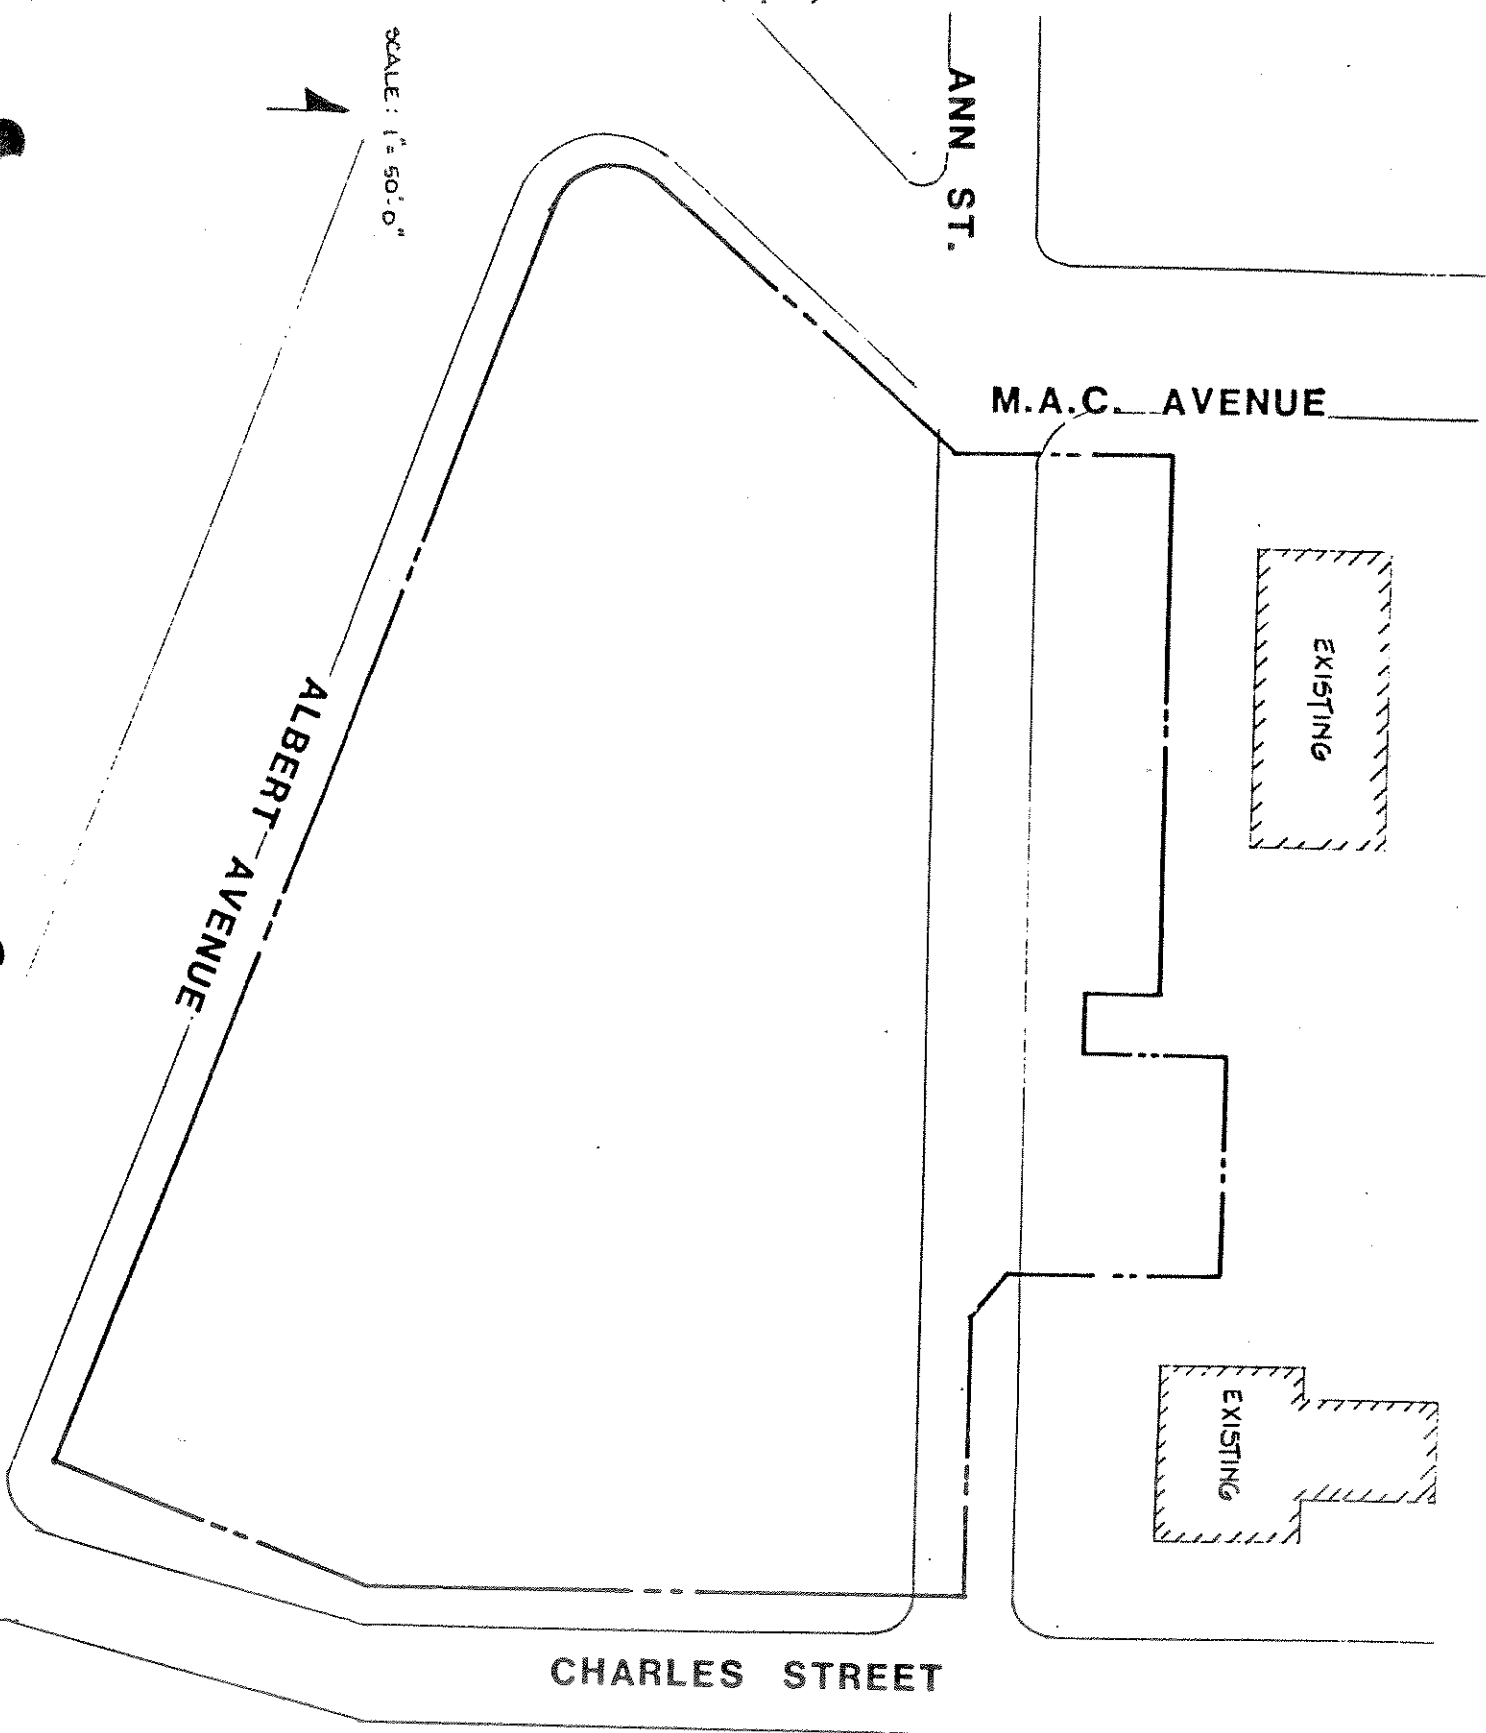 SCALE: 1" = 50'-0"
ANN ST.
M.A.C. AVENUE
EXISTING
ALBERT AVENUE
EXISTING
CHARLES STREET